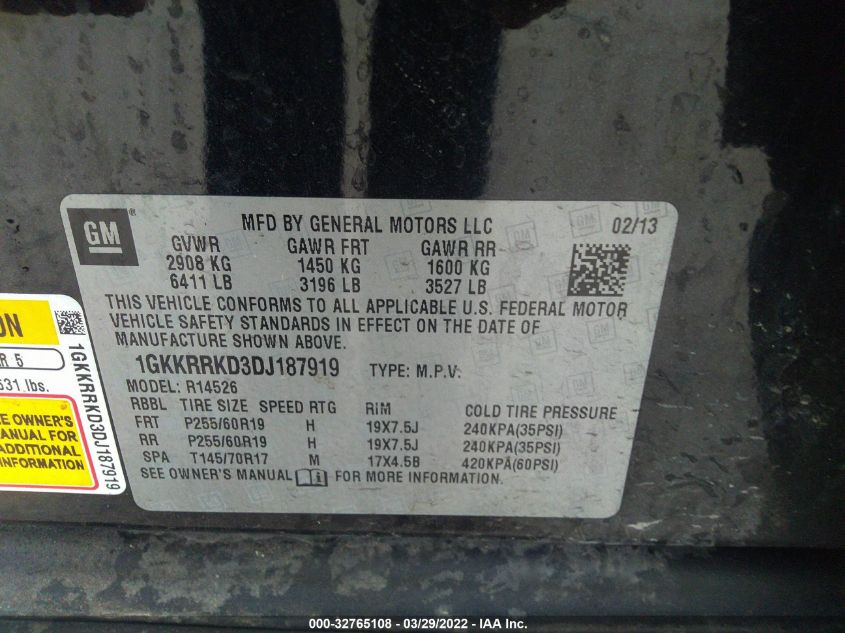 GM
MFD BY GENERAL MOTORS LLC 02/13
GVWR GAWR FRT GAWR RR
2908 KG 1450 KG 1600 KG
6411 LB 3196 LB 3527 LB
THIS VEHICLE CONFORMS TO ALL APPLICABLE U.S. FEDERAL MOTOR
VEHICLE SAFETY STANDARDS IN EFFECT ON THE DATE OF
MANUFACTURE SHOWN ABOVE.
1GKKRRKD3DJ187919 TYPE: M.P.V.
MODEL: R14526
RBBL TIRE SIZE SPEED RTG RIM COLD TIRE PRESSURE
FRT P255/60R19 H 19X7.5J 240KPA(35PSI)
RR P255/60R19 H 19X7.5J 240KPA(35PSI)
SPA T145/70R17 M 17X4.5B 420KPA(60PSI)
SEE OWNER'S MANUAL FOR MORE INFORMATION.
ON
R 5
531 lbs.
EE OWNER'S
MANUAL FOR
ADDITIONAL
INFORMATION
1GKKRRKD3DJ187919
000-32765108 - 03/29/2022 - IAA Inc.